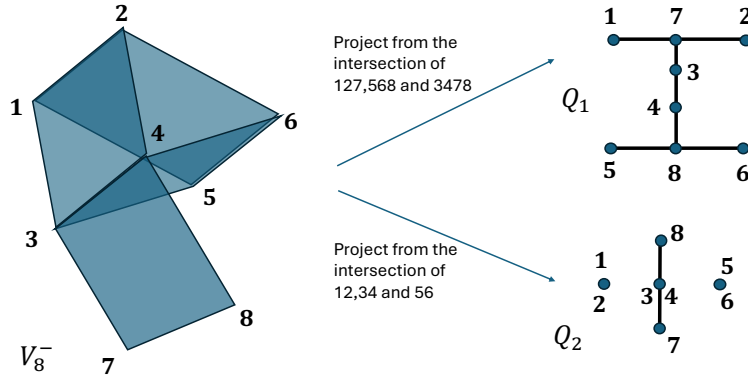 2
1
4
6
5
3
8
7
V₈⁻
Project from the
intersection of
127,568 and 3478
Project from the
intersection of
12,34 and 56
1 7 2
3
4
Q₁
5 8 6
8
1 5
3 4
2 6
7
Q₂